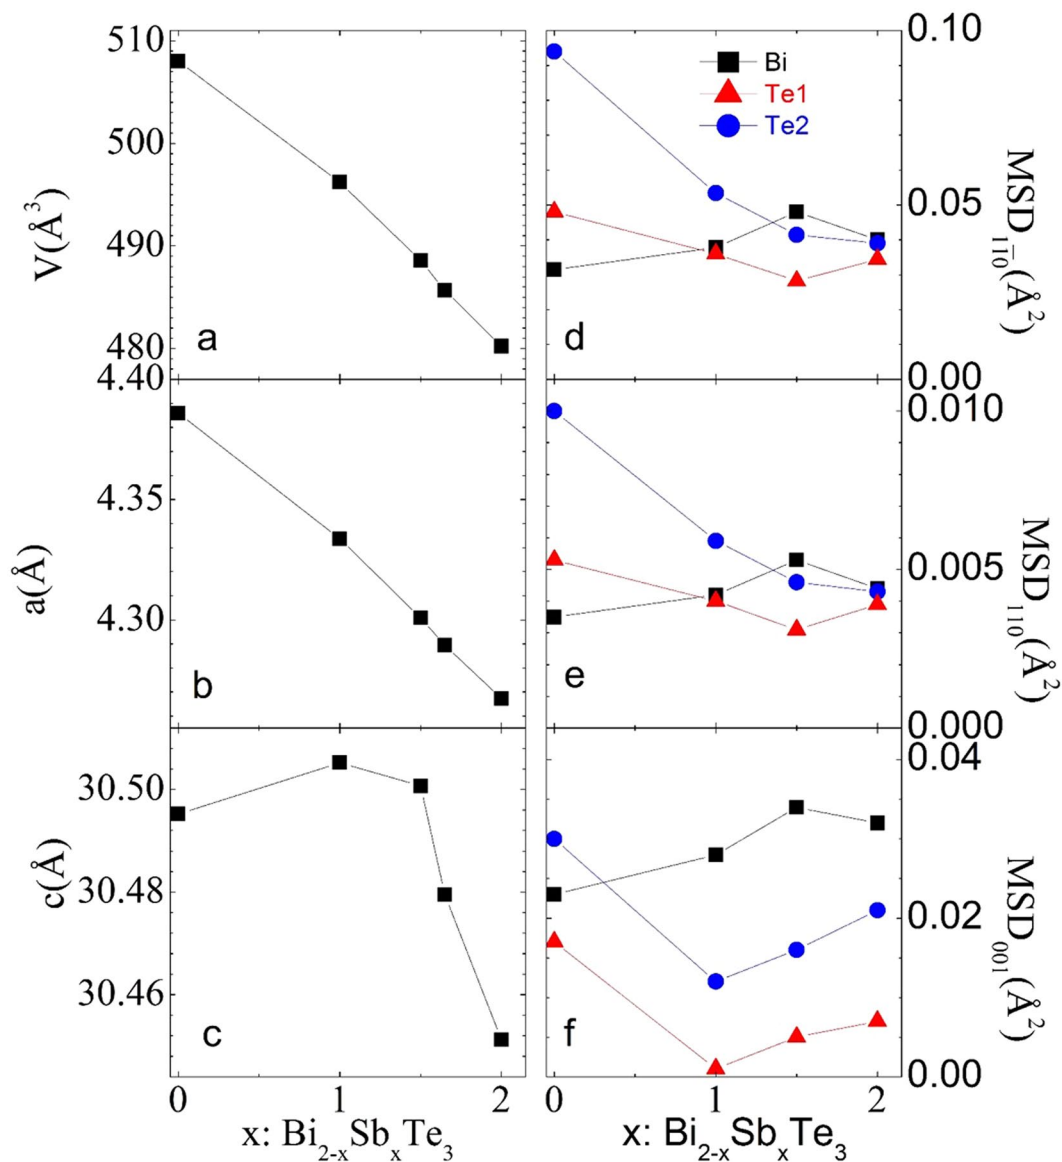 510
500
490
480
V(Å³)
a
4.40
4.35
4.30
a(Å)
b
30.50
30.48
30.46
c(Å)
c
0 1 2
x: Bi₂₋ₓSbₓTe₃
Bi
Te1
Te2
0.10
0.05
0.00
MSD₁₁̅₀(Å²)
d
0.010
0.005
0.000
MSD₁₁₀(Å²)
e
0.04
0.02
0.00
MSD₀₀₁(Å²)
f
0 1 2
x: Bi₂₋ₓSbₓTe₃